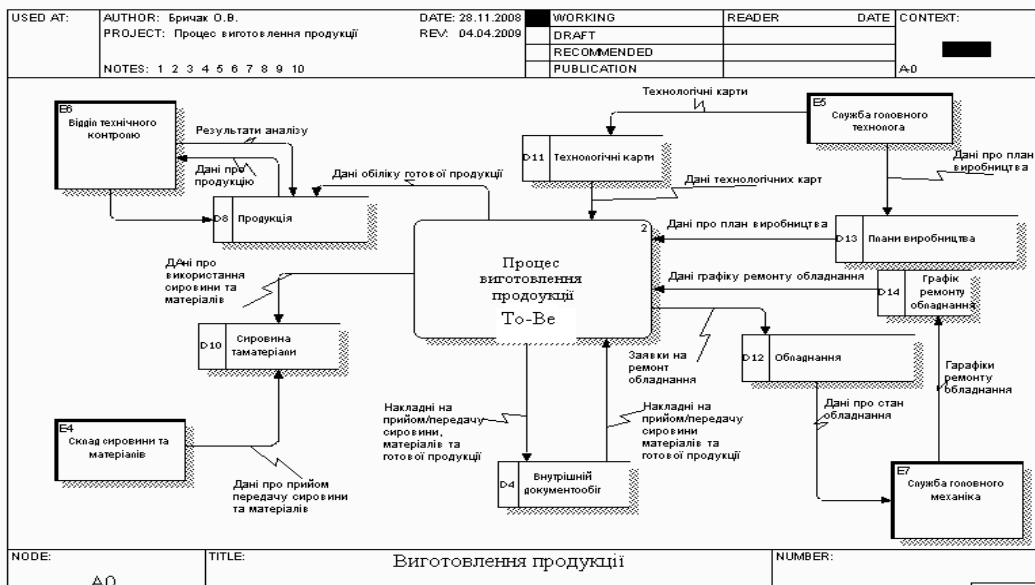 USED AT:
AUTHOR: Бричак О.В.
DATE: 28.11.2008
WORKING
READER
DATE
CONTEXT:
PROJECT: Процес виготовлення продукції
REV: 04.04.2009
DRAFT
RECOMMENDED
NOTES: 1 2 3 4 5 6 7 8 9 10
PUBLICATION
A-0
E6
Відділ технічного
контролю
Результати аналізу
Дані про
продукцію
D8 Продукція
Дані обіліку готової продукції
Технологічні карти
D11 Технологічні карти
Дані технологічних карт
E5
Служба головного
технолога
Дані про план
виробництва
Дані про план виробництва
D13 Плани виробництва
2
Процес
виготовлення
продоукції
To-Be
Дані графіку ремонту обладнання
D14
Графік
ремонту
обладнання
ДАні про
використання
сировини та
матеріалів
D10
Сировина
таматеріали
Заявки на
ремонт
обладнання
D12 Обладнання
Гарафіки
ремонту
обладнання
Дані про стан
обладнання
E4
Склад сировини та
матеріалів
Дані про прийом
передачу сировини
та матеріалів
Накладні на
прийом/передачу
сировини,
матеріалів та
готової продукції
Накладні на
прийом/передачу
сировини
матеріалів та
готової продукції
D4
Внутрішній
документообіг
E7
Служба головного
механіка
NODE:
TITLE:
Виготовлення продукції
NUMBER:
A0